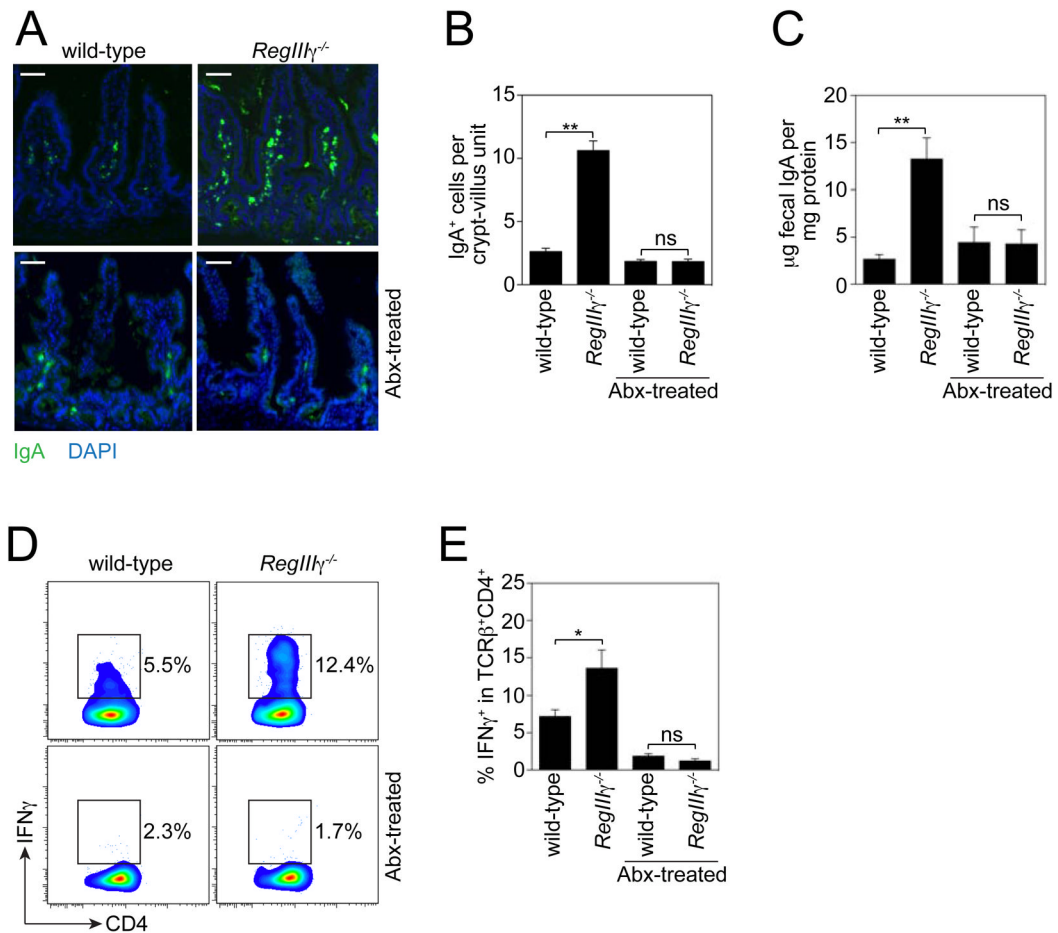 A
wild-type
RegIIIγ-/-
Abx-treated
IgA DAPI
B
IgA+ cells per
crypt-villus unit
15
10
5
0
**
ns
wild-type
RegIIIγ-/-
wild-type
RegIIIγ-/-
Abx-treated
C
μg fecal IgA per
mg protein
20
15
10
5
0
**
ns
wild-type
RegIIIγ-/-
wild-type
RegIIIγ-/-
Abx-treated
D
wild-type
RegIIIγ-/-
5.5%
12.4%
2.3%
1.7%
Abx-treated
IFNγ
CD4
E
% IFNγ+ in TCRβ+CD4+
25
20
15
10
5
0
*
ns
wild-type
RegIIIγ-/-
wild-type
RegIIIγ-/-
Abx-treated